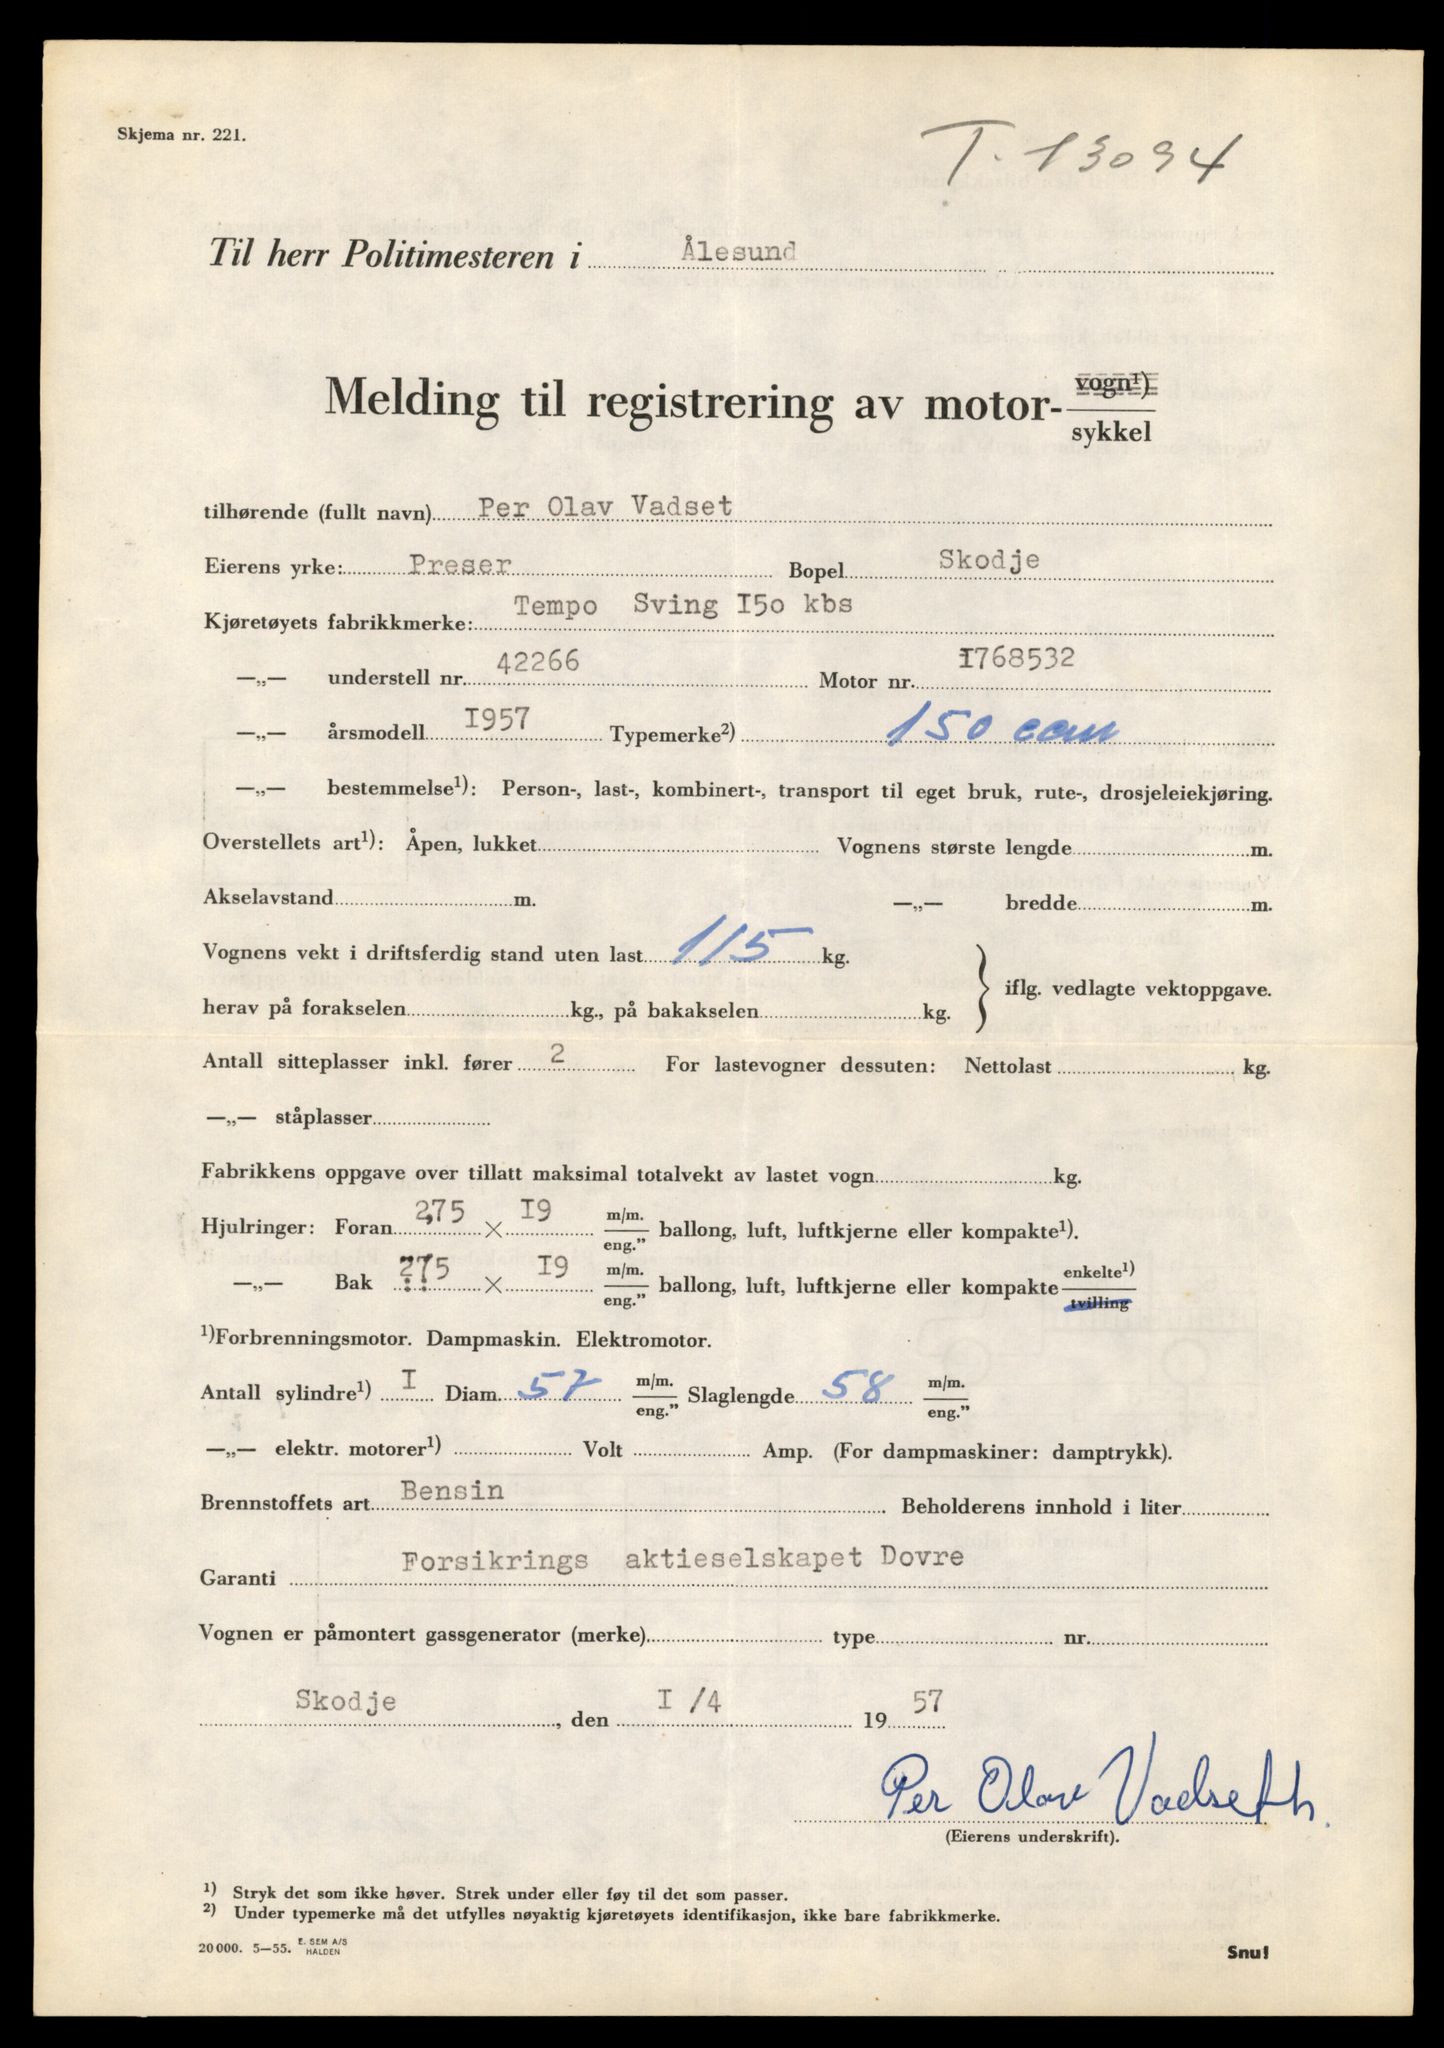 Skjema nr. 221.
T. 13094
Til herr Politimesteren i Ålesund
Melding til registrering av motor- vogn¹) / sykkel
tilhørende (fullt navn) Per Olav Vadset
Eierens yrke: Preser Bopel Skodje
Kjøretøyets fabrikkmerke: Tempo Sving I50 kbs
—„— understell nr. 42266 Motor nr. I768532
—„— årsmodell I957 Typemerke²) 150 ccm
—„— bestemmelse¹): Person-, last-, kombinert-, transport til eget bruk, rute-, drosjeleiekjøring.
Overstellets art¹): Åpen, lukket Vognens største lengde m.
Akselavstand m. —„— bredde m.
Vognens vekt i driftsferdig stand uten last 115 kg.
herav på forakselen kg., på bakakselen kg. } iflg. vedlagte vektoppgave.
Antall sitteplasser inkl. fører 2 For lastevogner dessuten: Nettolast kg.
—„— ståplasser
Fabrikkens oppgave over tillatt maksimal totalvekt av lastet vogn kg.
Hjulringer: Foran 2,75 × I9 m/m. / eng.” ballong, luft, luftkjerne eller kompakte¹).
—„— Bak 275 × I9 m/m. / eng.” ballong, luft, luftkjerne eller kompakte enkelte¹) / tvilling
¹)Forbrenningsmotor. Dampmaskin. Elektromotor.
Antall sylindre¹) I Diam. 57 m/m. / eng.” Slaglengde 58 m/m. / eng.”
—„— elektr. motorer¹) Volt Amp. (For dampmaskiner: damptrykk).
Brennstoffets art Bensin Beholderens innhold i liter
Garanti Forsikrings aktieselskapet Dovre
Vognen er påmontert gassgenerator (merke) type nr.
Skodje, den I /4 19 57
Per Olav Vadseth.
(Eierens underskrift).
¹) Stryk det som ikke høver. Strek under eller føy til det som passer.
²) Under typemerke må det utfylles nøyaktig kjøretøyets identifikasjon, ikke bare fabrikkmerke.
20 000. 5—55. E. SEM A/S HALDEN
Snu!